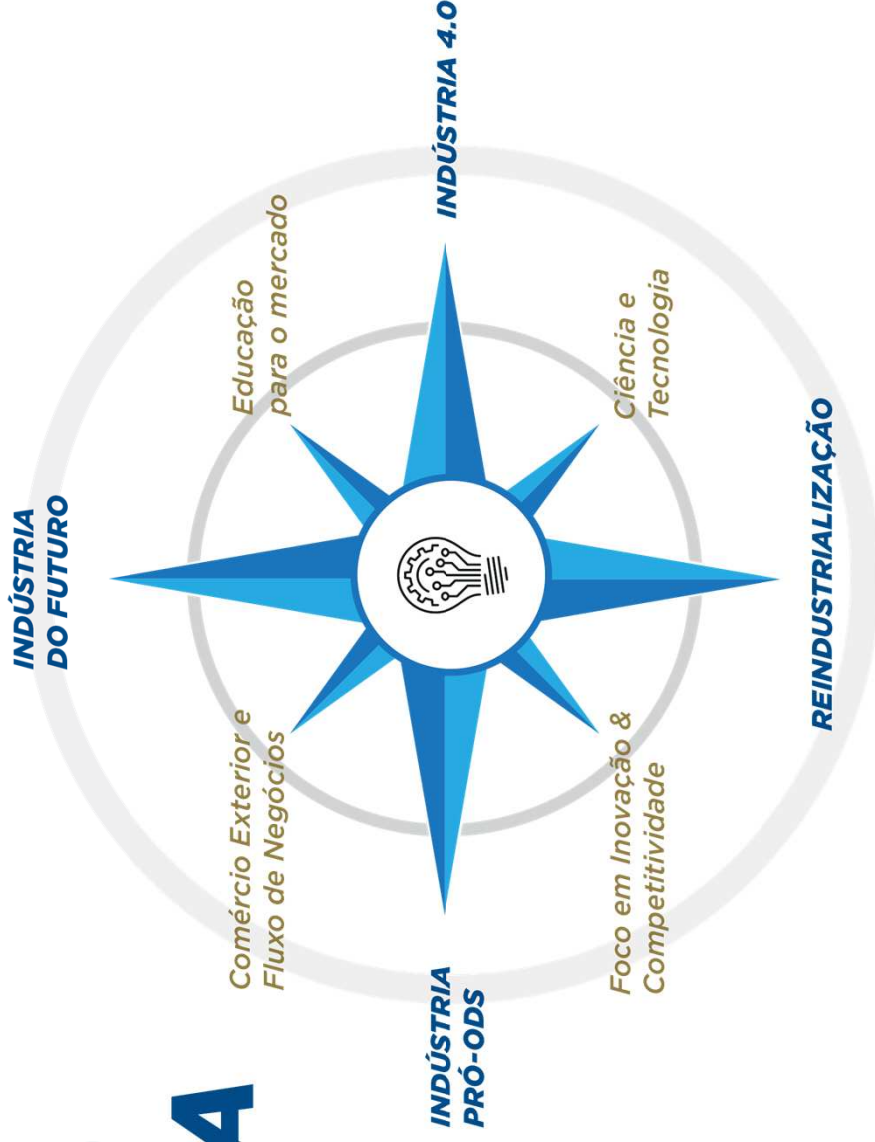 INDÚSTRIA
DO FUTURO
A
Comércio Exterior e
Fluxo de Negócios
Educação
para o mercado
INDÚSTRIA
PRÓ-ODS
INDÚSTRIA 4.0
Foco em Inovação &
Competitividade
Ciência e
Tecnologia
REINDUSTRIALIZAÇÃO